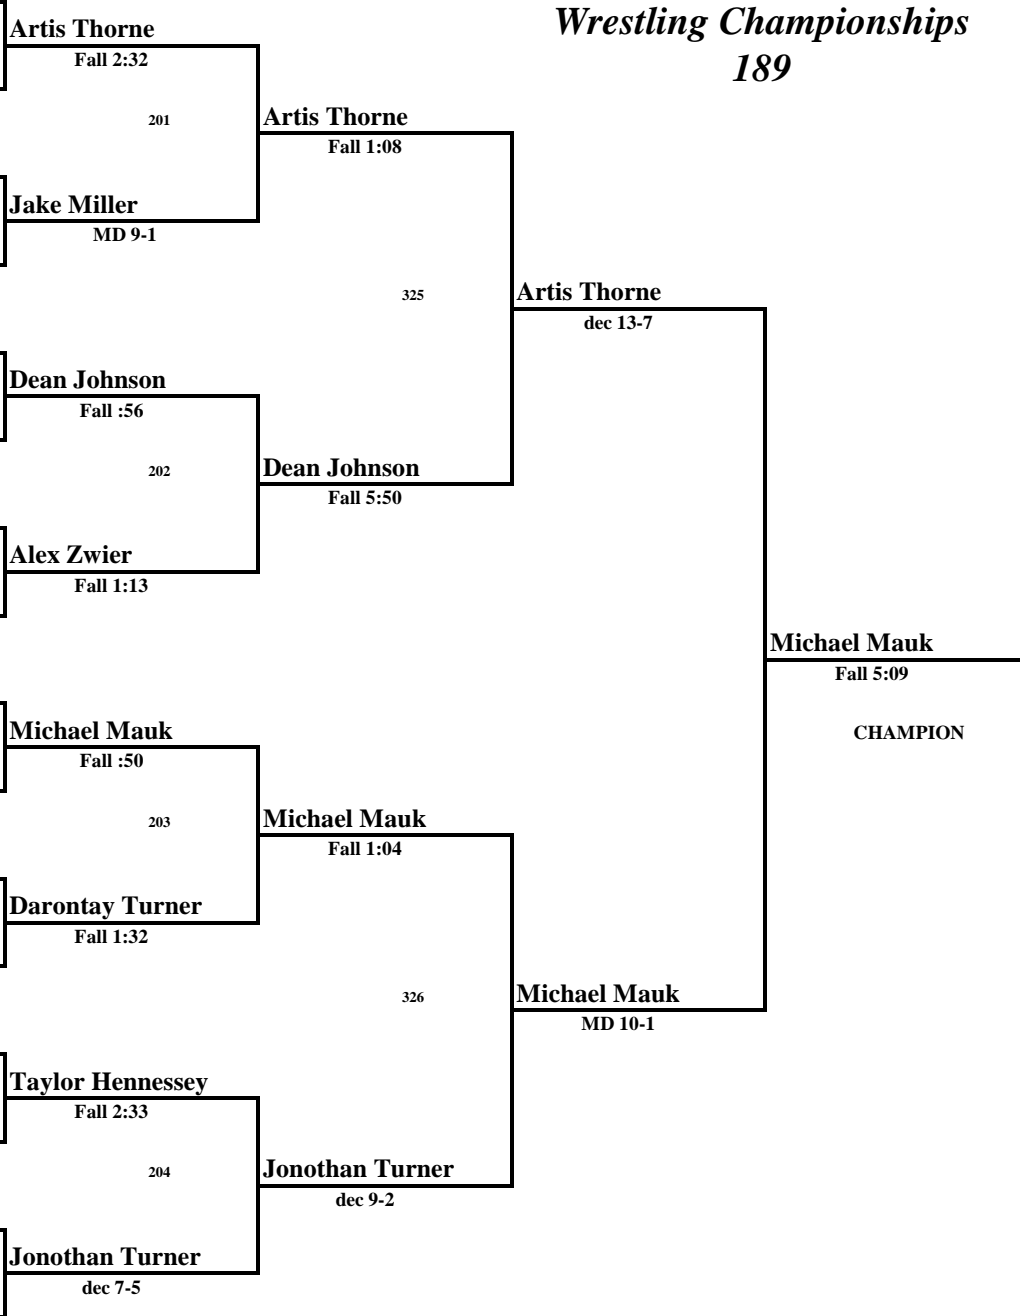 Wrestling Championships
189
Artis Thorne
Fall 2:32
201
Artis Thorne
Fall 1:08
Jake Miller
MD 9-1
325
Artis Thorne
dec 13-7
Dean Johnson
Fall :56
202
Dean Johnson
Fall 5:50
Alex Zwier
Fall 1:13
Michael Mauk
Fall 5:09
CHAMPION
Michael Mauk
Fall :50
203
Michael Mauk
Fall 1:04
Darontay Turner
Fall 1:32
326
Michael Mauk
MD 10-1
Taylor Hennessey
Fall 2:33
204
Jonothan Turner
dec 9-2
Jonothan Turner
dec 7-5